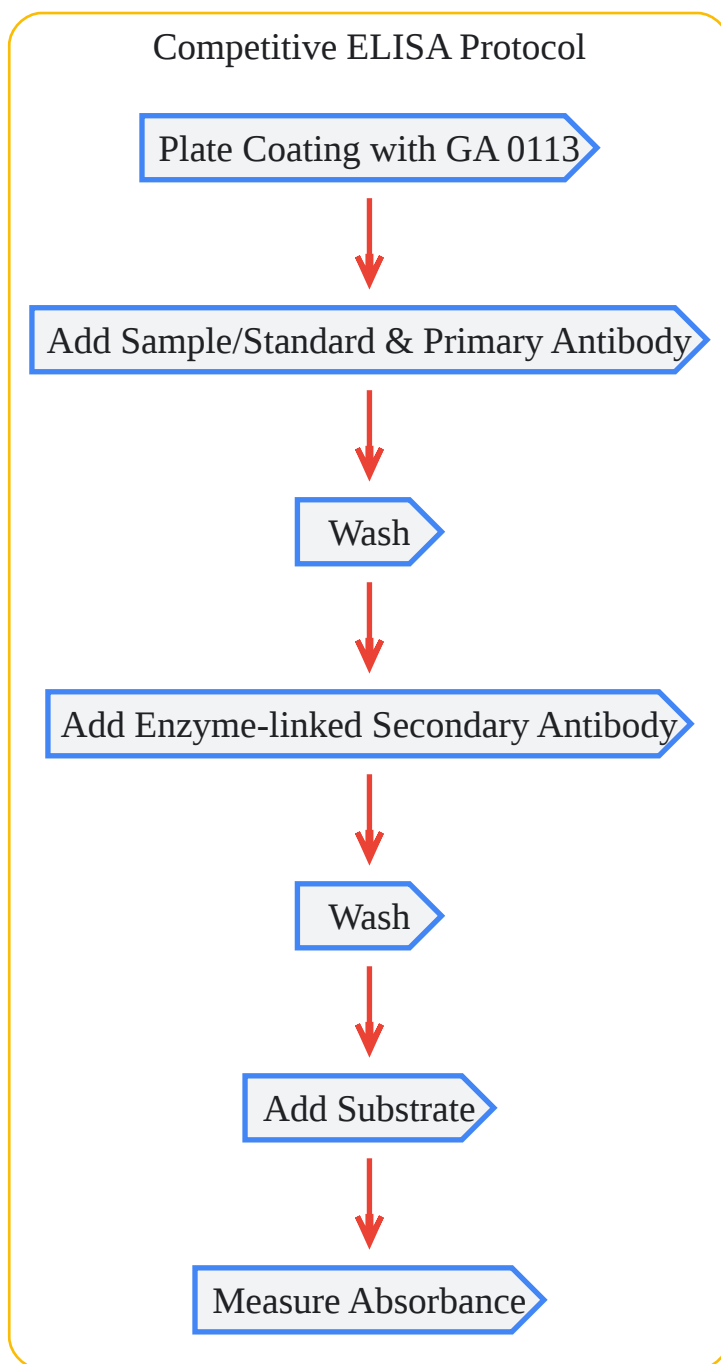 Competitive ELISA Protocol
Plate Coating with GA 0113
Add Sample/Standard & Primary Antibody
Wash
Add Enzyme-linked Secondary Antibody
Wash
Add Substrate
Measure Absorbance